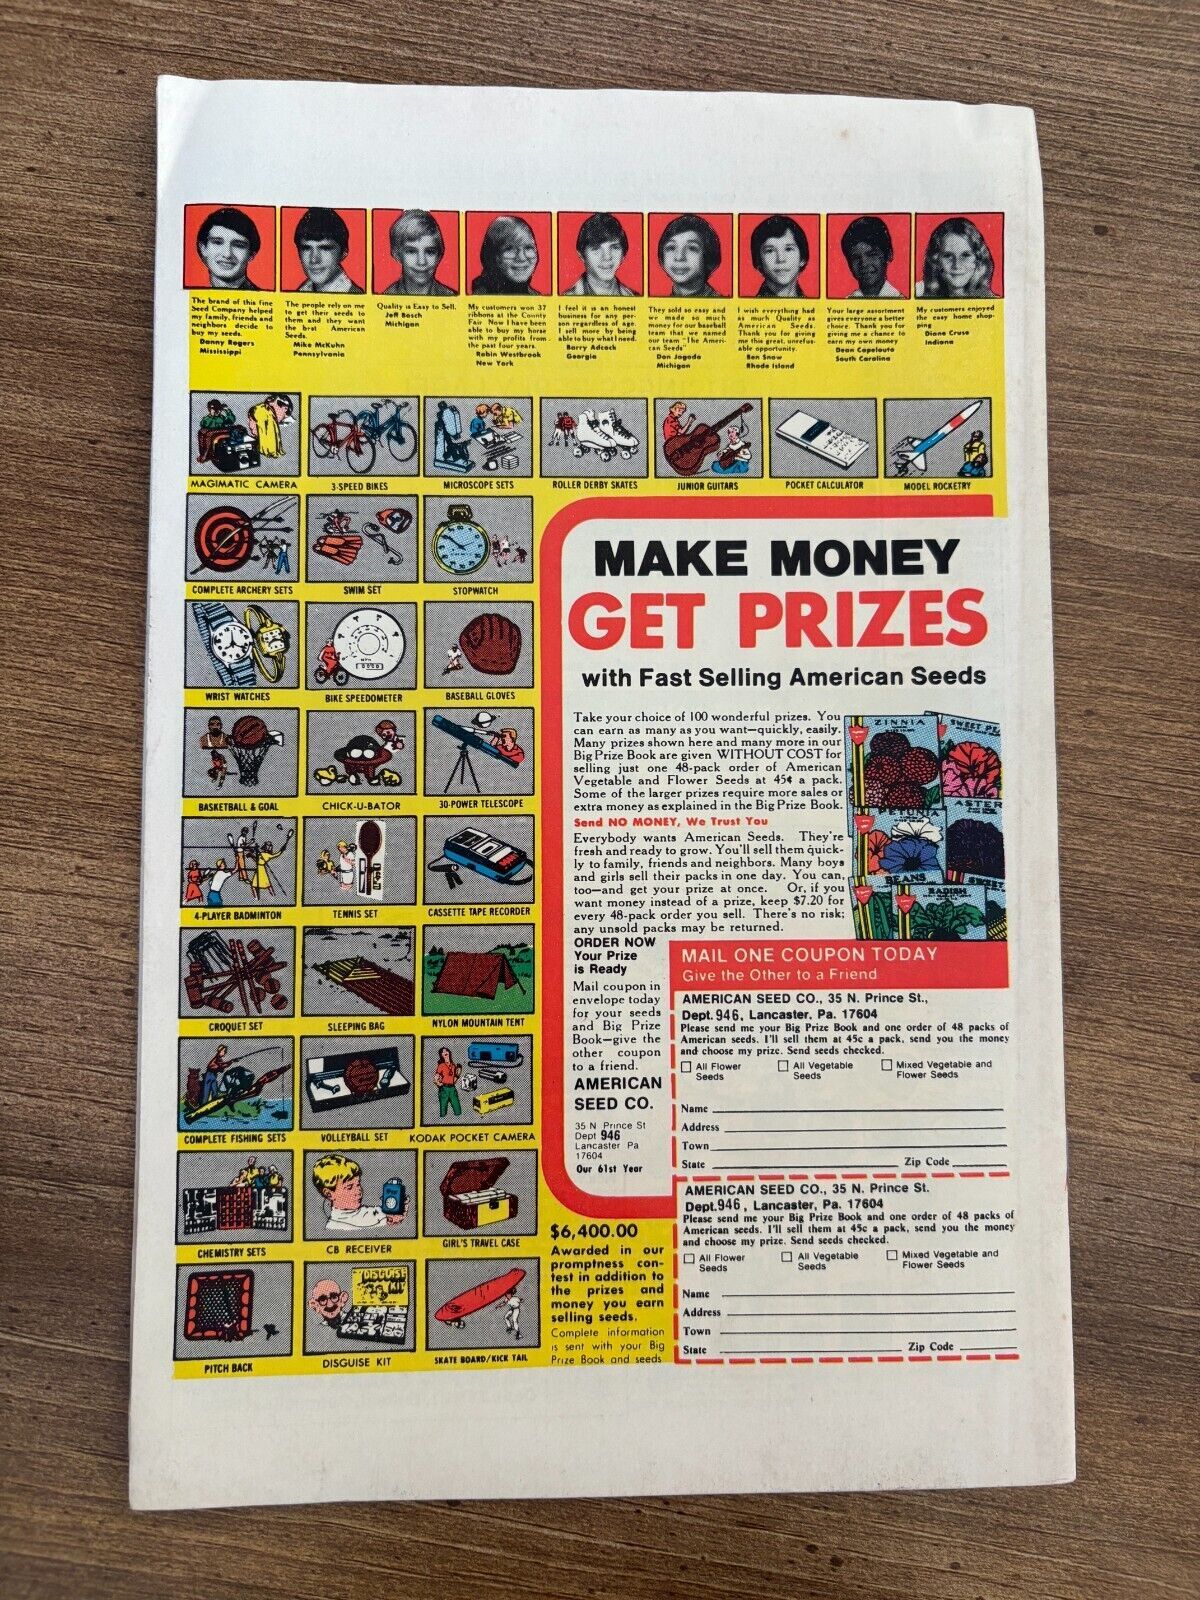 The brand of this fine
Seed Company helped
my family, friends and
neighbors decide to
buy my seeds.
Danny Rogers
Mississippi
The people rely on me
to get their seeds to
them and they want
the best American
Seeds.
Mike McKuhn
Pennsylvania
Quality is Easy to Sell.
Jeff Bosch
Michigan
My customers won 37
ribbons at the County
Fair. Now I have been
able to buy my horse
with my profits from
the past four years.
Robin Westbrook
New York
I feel it is an honest
business for any per-
son regardless of age.
I sell more by being
able to buy what I need.
Barry Adcock
Georgia
They sold so easy and
we made so much
money for our baseball
team that we named
our team "The Ameri-
can Seeds"
Don Jagoda
Michigan
I wish everything had
as much Quality as
American Seeds.
Thank you for giving
me this great, unrefus-
able opportunity.
Ben Snow
Rhode Island
Your large assortment
gives everyone a better
choice. Thank you for
giving me a chance to
earn my own money
Dean Capelouto
South Carolina
My customers enjoyed
the easy home shop-
ping
Diane Cruse
Indiana
MAGIMATIC CAMERA
3-SPEED BIKES
MICROSCOPE SETS
ROLLER DERBY SKATES
JUNIOR GUITARS
POCKET CALCULATOR
MODEL ROCKETRY
COMPLETE ARCHERY SETS
SWIM SET
STOPWATCH
WRIST WATCHES
BIKE SPEEDOMETER
BASEBALL GLOVES
BASKETBALL & GOAL
CHICK-U-BATOR
30-POWER TELESCOPE
4-PLAYER BADMINTON
TENNIS SET
CASSETTE TAPE RECORDER
CROQUET SET
SLEEPING BAG
NYLON MOUNTAIN TENT
COMPLETE FISHING SETS
VOLLEYBALL SET
KODAK POCKET CAMERA
CHEMISTRY SETS
CB RECEIVER
GIRL'S TRAVEL CASE
DISGUISE
KIT
PITCH BACK
DISGUISE KIT
SKATE BOARD/KICK TAIL
MAKE MONEY
GET PRIZES
with Fast Selling American Seeds
Take your choice of 100 wonderful prizes. You
can earn as many as you want—quickly, easily.
Many prizes shown here and many more in our
Big Prize Book are given WITHOUT COST for
selling just one 48-pack order of American
Vegetable and Flower Seeds at 45¢ a pack.
Some of the larger prizes require more sales or
extra money as explained in the Big Prize Book.
Send NO MONEY, We Trust You
Everybody wants American Seeds. They're
fresh and ready to grow. You'll sell them quick-
ly to family, friends and neighbors. Many boys
and girls sell their packs in one day. You can,
too—and get your prize at once. Or, if you
want money instead of a prize, keep $7.20 for
every 48-pack order you sell. There's no risk;
any unsold packs may be returned.
ZINNIA
SWEET PE
PETUNIA
ASTER
BEANS
RADISH
SWEET
ORDER NOW
Your Prize
is Ready
Mail coupon in
envelope today
for your seeds
and Big Prize
Book—give the
other coupon
to a friend.
AMERICAN
SEED CO.
35 N Prince St
Dept 946
Lancaster Pa
17604
Our 61st Year
$6,400.00
Awarded in our
promptness con-
test in addition to
the prizes and
money you earn
selling seeds.
Complete information
is sent with your Big
Prize Book and seeds
MAIL ONE COUPON TODAY
Give the Other to a Friend
AMERICAN SEED CO., 35 N. Prince St.,
Dept. 946, Lancaster, Pa. 17604
Please send me your Big Prize Book and one order of 48 packs of
American seeds. I'll sell them at 45c a pack, send you the money
and choose my prize. Send seeds checked.
All Flower
Seeds
All Vegetable
Seeds
Mixed Vegetable and
Flower Seeds
Name
Address
Town
State Zip Code
AMERICAN SEED CO., 35 N. Prince St.
Dept. 946, Lancaster, Pa. 17604
Please send me your Big Prize Book and one order of 48 packs of
American seeds. I'll sell them at 45c a pack, send you the money
and choose my prize. Send seeds checked.
All Flower
Seeds
All Vegetable
Seeds
Mixed Vegetable and
Flower Seeds
Name
Address
Town
State Zip Code